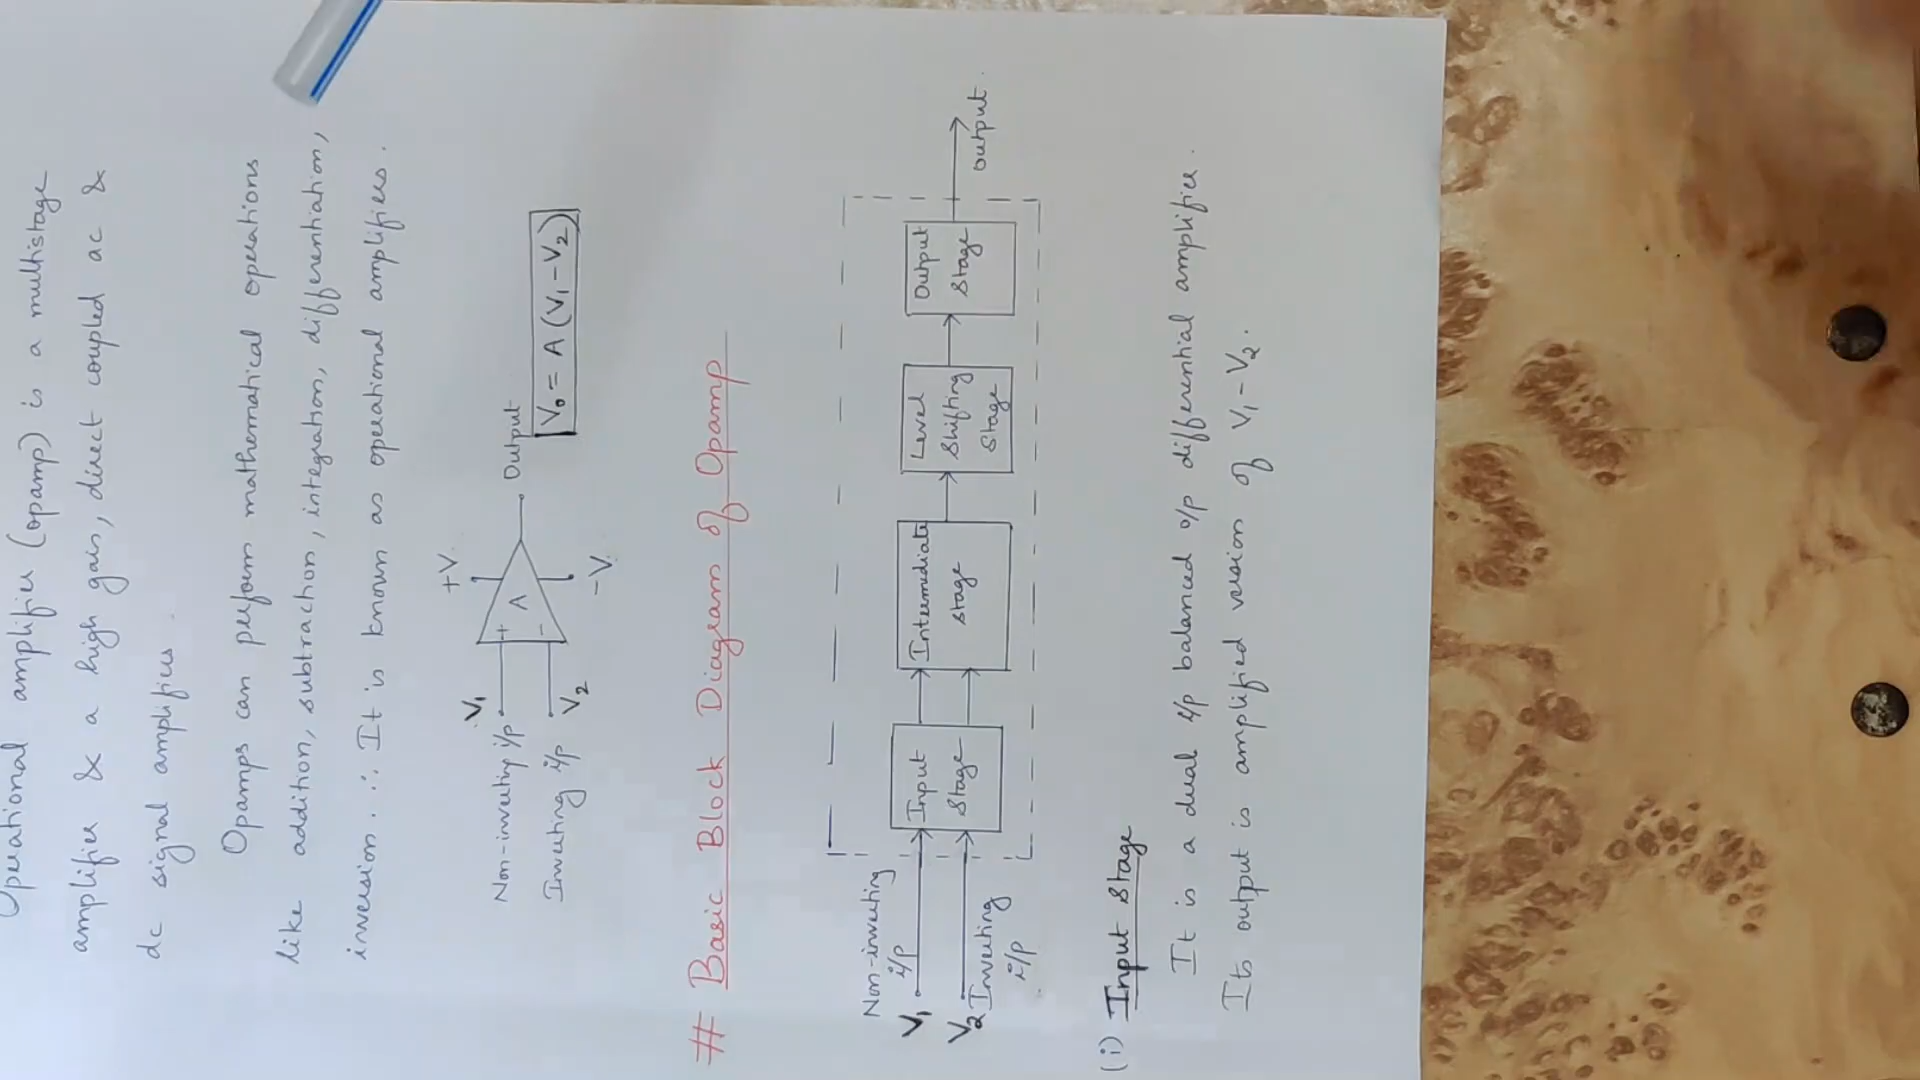 Operational amplifier (opamp) is a multistage
amplifier & a high gain, direct coupled ac &
dc signal amplifiers
Opamps can perform mathematical operations
like addition, subtraction, integration, differentiation,
inversion. ∴ It is known as operational amplifiers.
+V
V₁
Non-inverting i/p
+
A
Output
V₀ = A (V₁ - V₂)
Inverting i/p
V₂
-
-V
# Basic Block Diagram of Opamp
Non-inverting
i/p
V₁
V₂ Inverting
i/p
Input
Stage
Intermediate
Stage
Level
Shifting
Stage
Output
Stage
Output
(i) Input Stage
It is a dual i/p balanced o/p differential amplifier.
Its output is amplified version of V₁ - V₂.